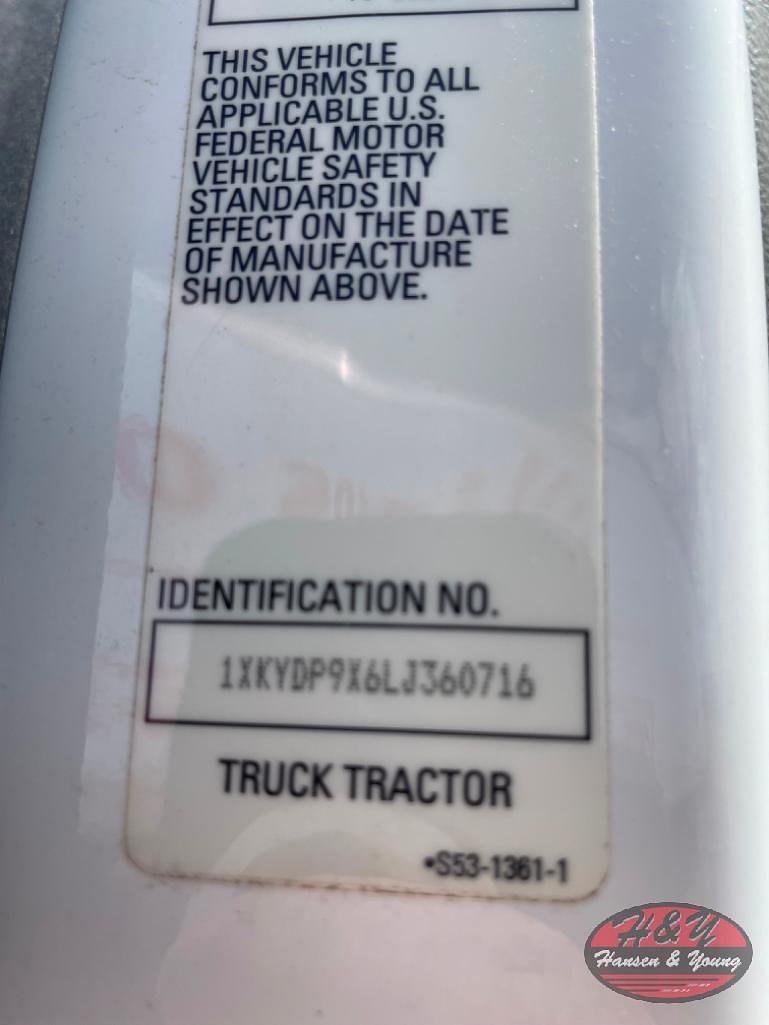 THIS VEHICLE
CONFORMS TO ALL
APPLICABLE U.S.
FEDERAL MOTOR
VEHICLE SAFETY
STANDARDS IN
EFFECT ON THE DATE
OF MANUFACTURE
SHOWN ABOVE.
IDENTIFICATION NO.
1XKYDP9X6LJ360716
TRUCK TRACTOR
•S53-1361-1
H&Y
Hansen & Young